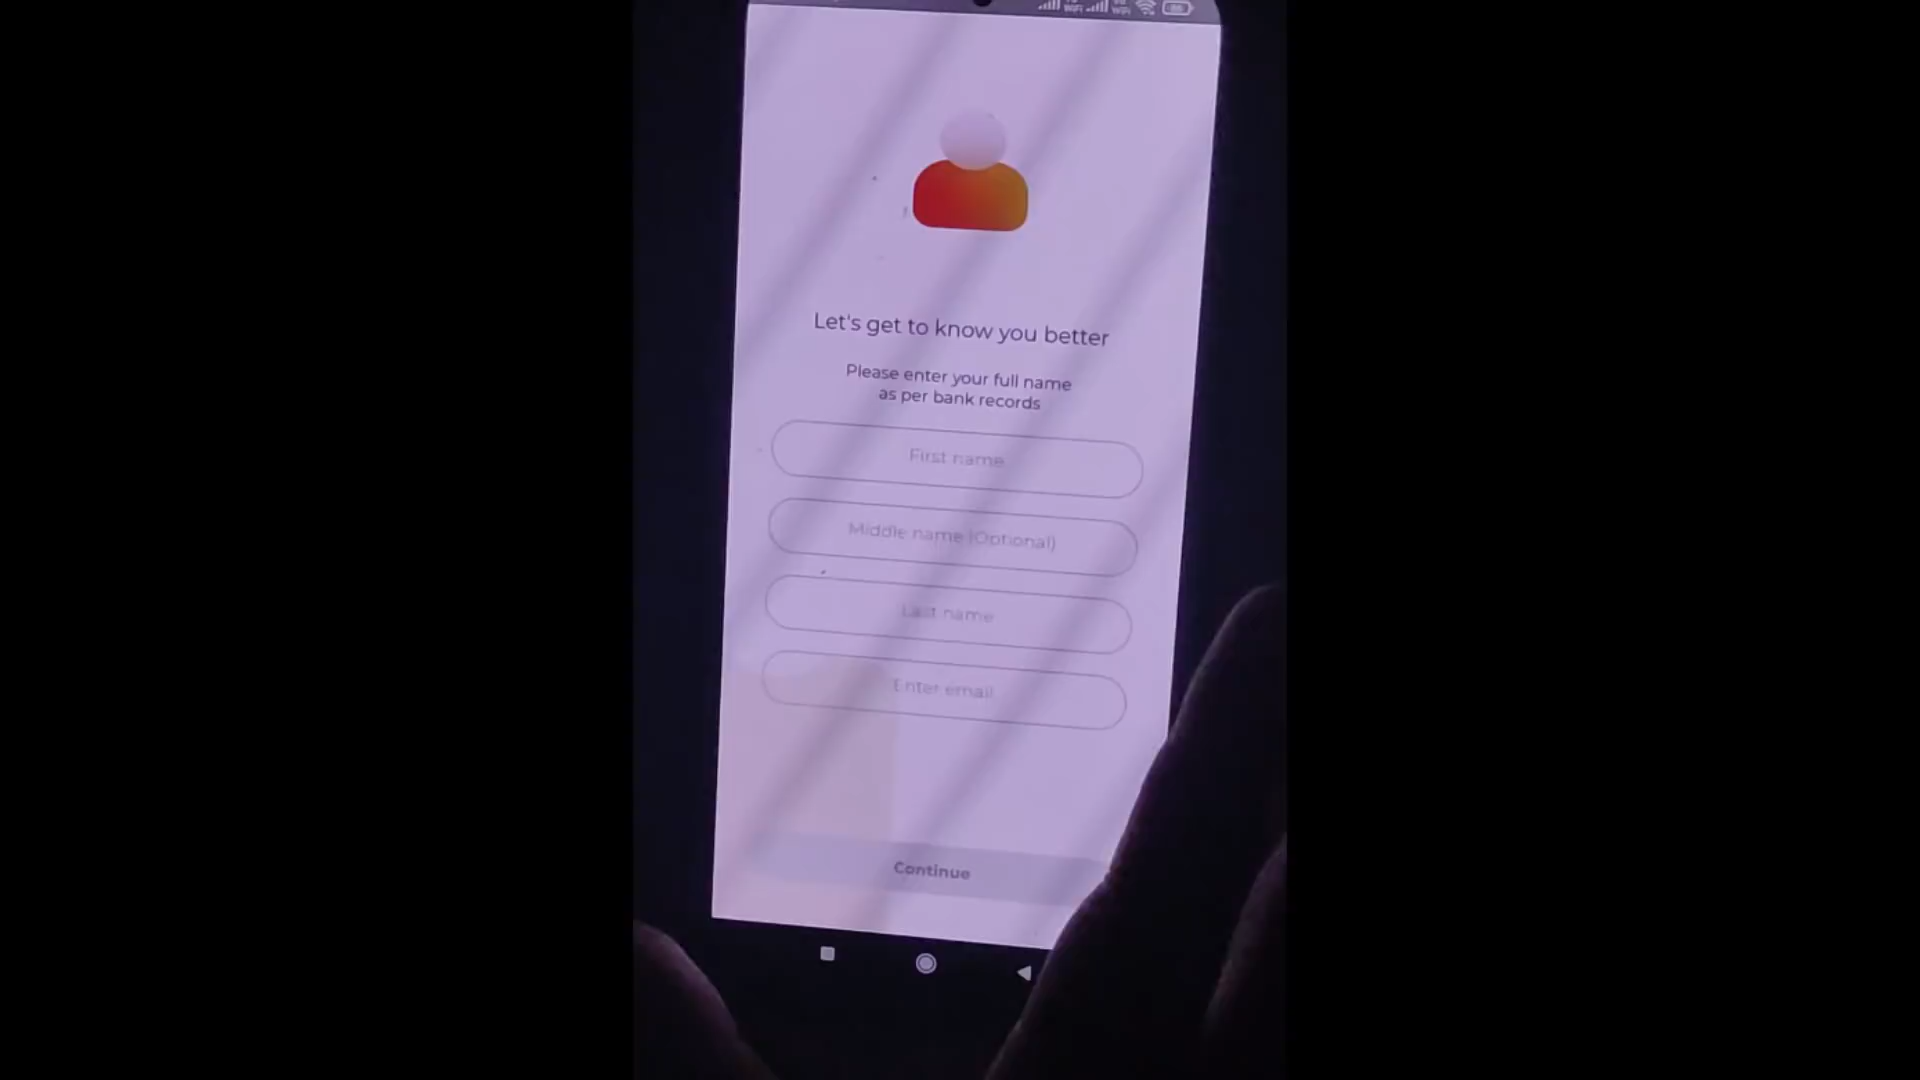 Let's get to know you better
Please enter your full name
as per bank records
First name
Middle name (Optional)
Last name
Enter email
Continue